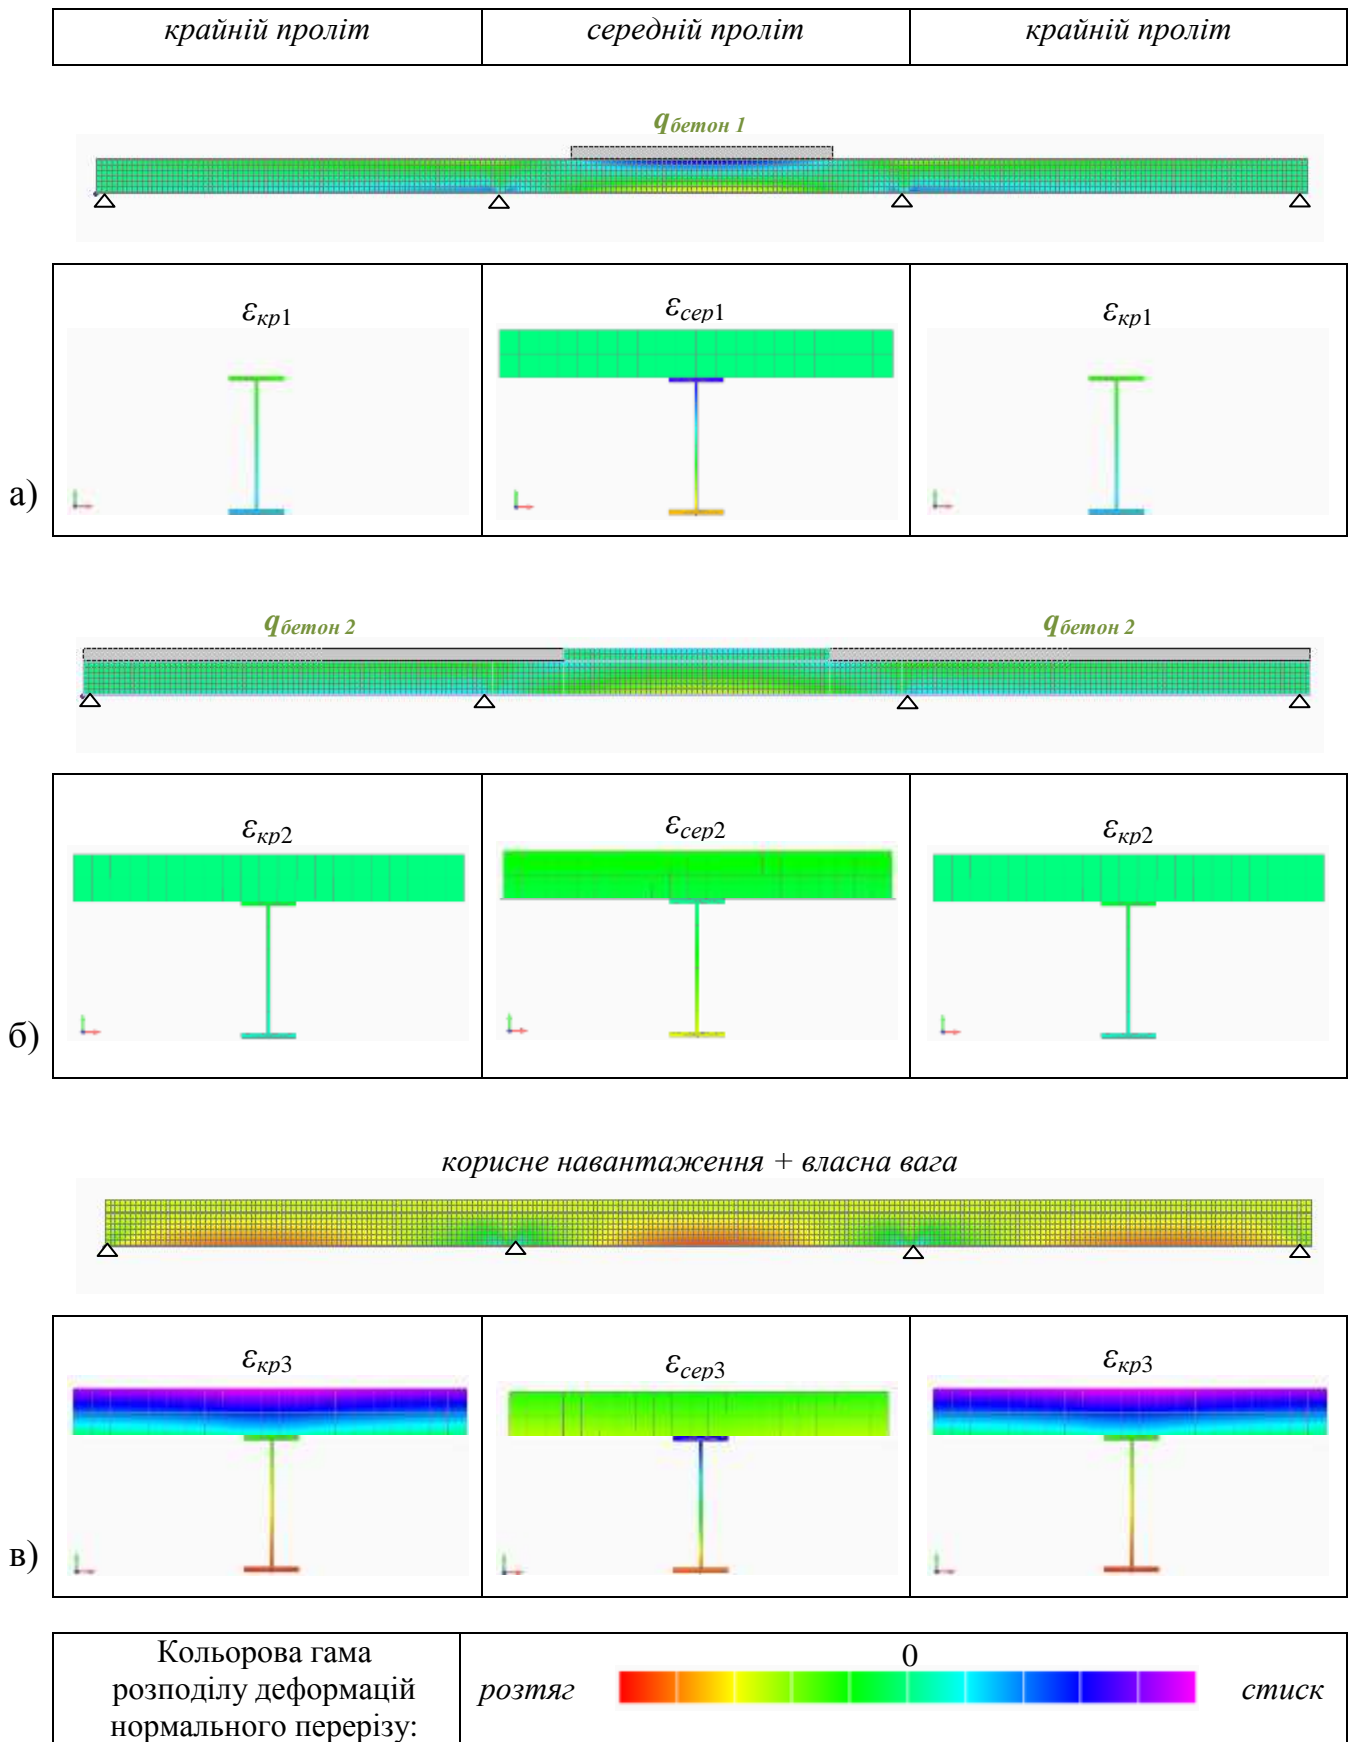 крайній проліт середній проліт крайній проліт
qбетон 1
εкр1 εсер1 εкр1
а)
qбетон 2 qбетон 2
εкр2 εсер2 εкр2
б)
корисне навантаження + власна вага
εкр3 εсер3 εкр3
в)
Кольорова гама
розподілу деформацій
нормального перерізу:
0
розтяг стиск